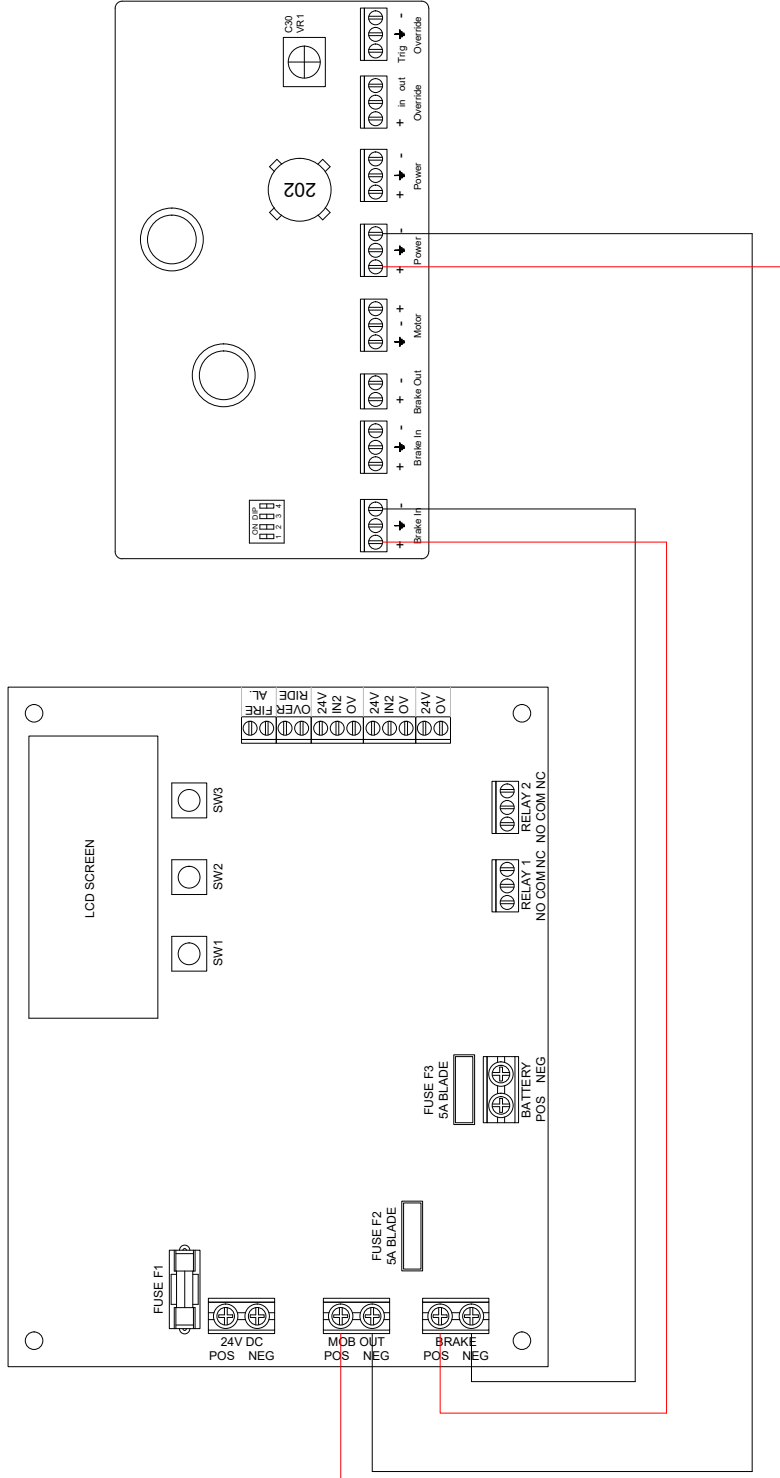 C30
VR1
202
- ⏚ Trig
Override
+ in out
Override
+ ⏚ -
Power
+ ⏚ -
Power
⏚ - +
Motor
+ -
Brake Out
+ ⏚ -
Brake In
+ ⏚ -
Brake In
ON DIP
1 2 3 4
LCD SCREEN
SW3
SW2
SW1
FIRE
AL.
OVER
RIDE
24V
IN2
OV
24V
IN2
OV
24V
OV
RELAY 2
NO COM NC
RELAY 1
NO COM NC
FUSE F3
5A BLADE
BATTERY
POS NEG
FUSE F2
5A BLADE
FUSE F1
24V DC
POS NEG
MOB OUT
POS NEG
BRAKE
POS NEG